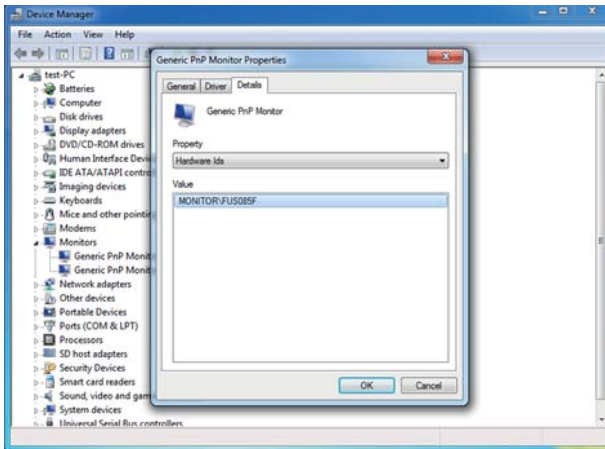 Device Manager
File Action View Help
test-PC
Batteries
Computer
Disk drives
Display adapters
DVD/CD-ROM drives
Human Interface Devi
IDE ATA/ATAPI contro
Imaging devices
Keyboards
Mice and other pointin
Modems
Monitors
Generic PnP Monit
Generic PnP Monit
Network adapters
Other devices
Portable Devices
Ports (COM & LPT)
Processors
SD host adapters
Security Devices
Smart card readers
Sound, video and gam
System devices
Universal Serial Bus controllers
Generic PnP Monitor Properties
General Driver Details
Generic PnP Monitor
Property
Hardware Ids
Value
MONITOR\FUS085F
OK Cancel